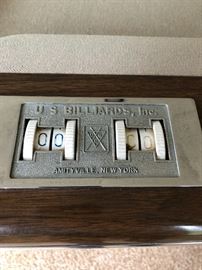 U.S. BILLIARDS, Inc.
00 00
AMITYVILLE, NEW YORK